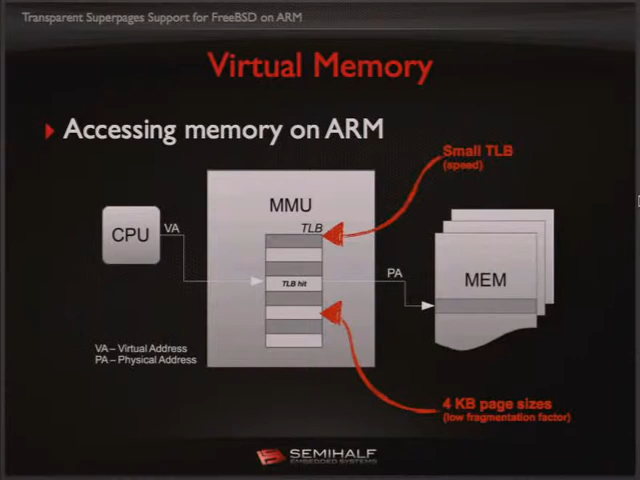 Transparent Superpages Support for FreeBSD on ARM
Virtual Memory
Accessing memory on ARM
Small TLB
(speed)
MMU
TLB
CPU
VA
TLB hit
PA
MEM
VA – Virtual Address
PA – Physical Address
4 KB page sizes
(low fragmentation factor)
SEMIHALF
EMBEDDED SYSTEMS